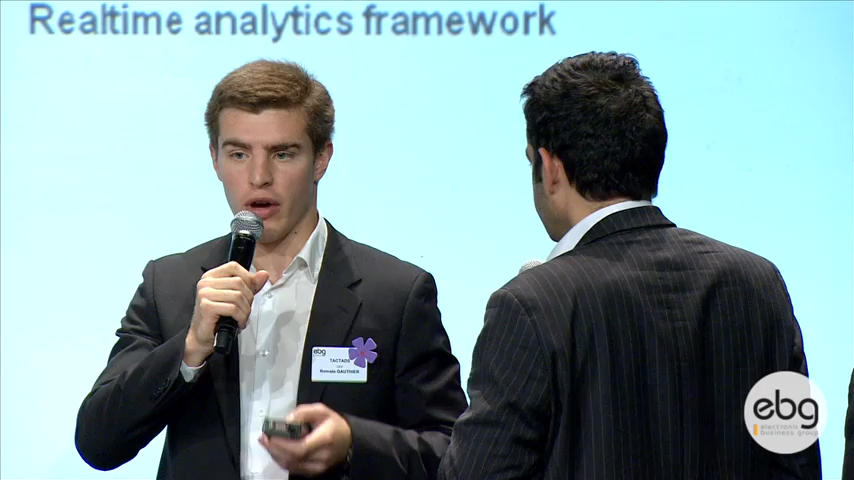 Realtime analytics framework
ebg
TACTADS
Romain GAUTHIER
ebg
electronic
business group